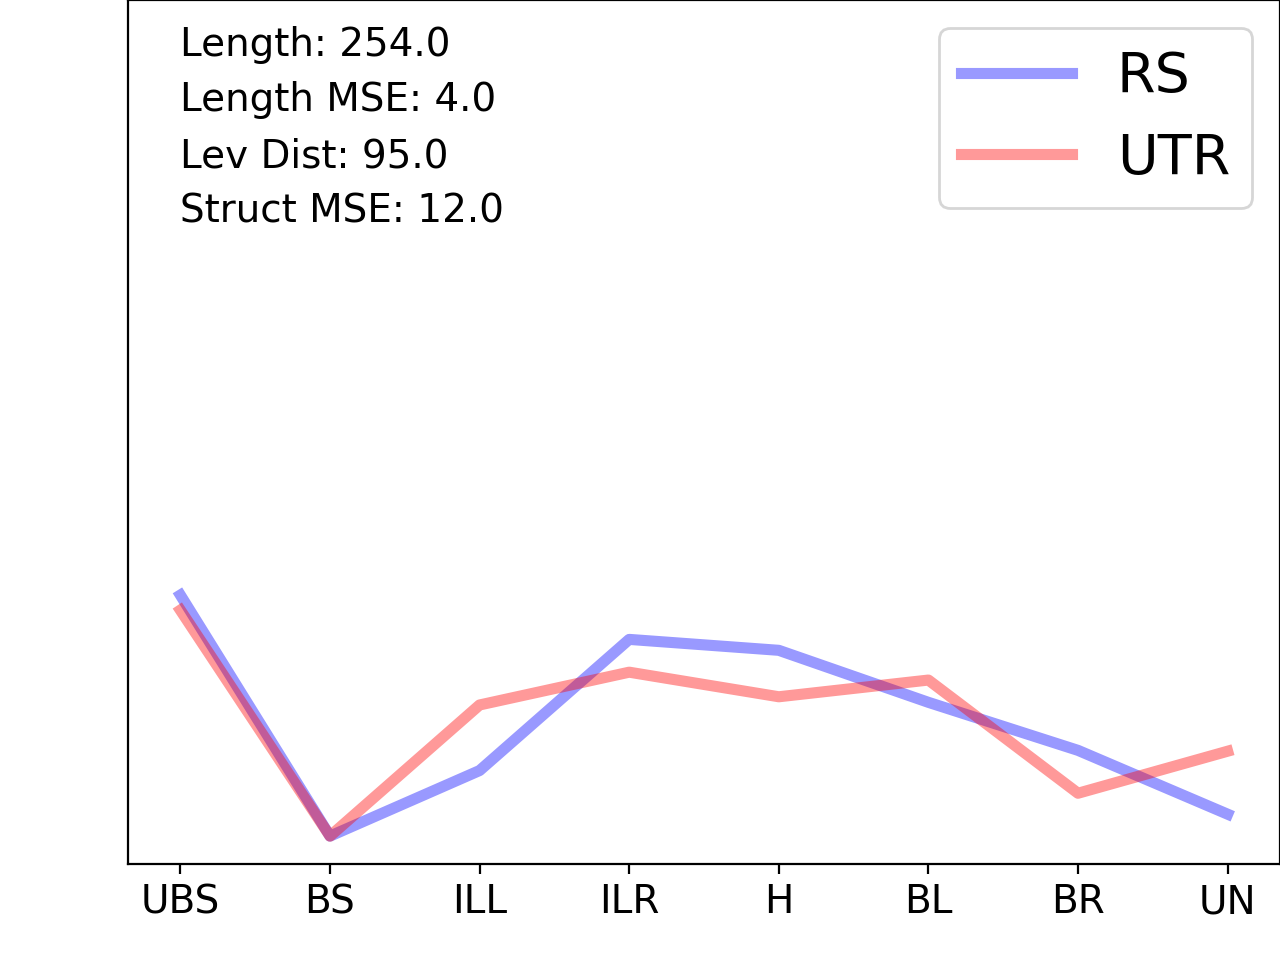 Length: 254.0
Length MSE: 4.0
Lev Dist: 95.0
Struct MSE: 12.0
RS
UTR
UBS BS ILL ILR H BL BR UN